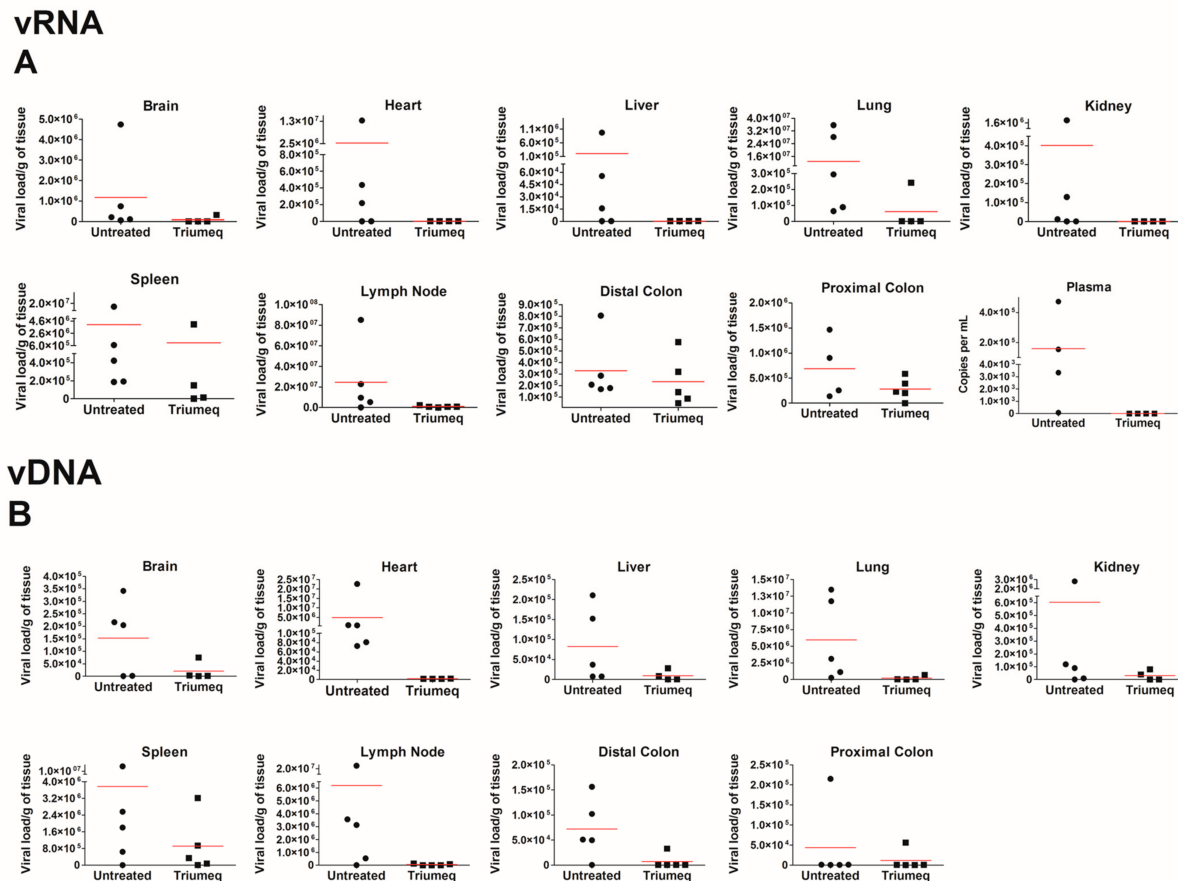 vRNA
A
Brain
Viral load/g of tissue
5.0×10⁶
4.0×10⁶
3.0×10⁶
2.0×10⁶
1.0×10⁶
0
Untreated Triumeq
Heart
Viral load/g of tissue
1.3×10⁷
2.5×10⁶
8.0×10⁵
6.0×10⁵
4.0×10⁵
2.0×10⁵
0
Untreated Triumeq
Liver
Viral load/g of tissue
1.1×10⁶
6.0×10⁵
1.0×10⁵
6.0×10⁴
4.5×10⁴
3.0×10⁴
1.5×10⁴
0
Untreated Triumeq
Lung
Viral load/g of tissue
4.0×10⁰⁷
3.2×10⁰⁷
2.4×10⁰⁷
1.6×10⁰⁷
3.0×10⁵
2.0×10⁵
1.0×10⁵
0
Untreated Triumeq
Kidney
Viral load/g of tissue
1.6×10⁶
4.0×10⁵
3.0×10⁵
2.0×10⁵
1.0×10⁵
0
Untreated Triumeq
Spleen
Viral load/g of tissue
2.0×10⁷
4.6×10⁶
2.6×10⁶
6.0×10⁵
4.0×10⁵
2.0×10⁵
0
Untreated Triumeq
Lymph Node
Viral load/g of tissue
1.0×10⁰⁸
8.0×10⁰⁷
6.0×10⁰⁷
4.0×10⁰⁷
2.0×10⁰⁷
0.0
Untreated Triumeq
Distal Colon
Viral load/g of tissue
9.0×10⁵
8.0×10⁵
7.0×10⁵
6.0×10⁵
5.0×10⁵
4.0×10⁵
3.0×10⁵
2.0×10⁵
1.0×10⁵
Untreated Triumeq
Proximal Colon
Viral load/g of tissue
2.0×10⁶
1.5×10⁶
1.0×10⁶
5.0×10⁵
0
Untreated Triumeq
Plasma
Copies per mL
4.0×10⁵
2.0×10⁵
4.0×10³
3.0×10³
2.0×10³
1.0×10³
0
Untreated Triumeq
vDNA
B
Brain
Viral load/g of tissue
4.0×10⁵
3.5×10⁵
3.0×10⁵
2.5×10⁵
2.0×10⁵
1.5×10⁵
1.0×10⁵
5.0×10⁴
0
Untreated Triumeq
Heart
Viral load/g of tissue
2.5×10⁷
2.0×10⁷
1.5×10⁷
1.0×10⁷
5.0×10⁶
1.0×10⁵
8.0×10⁴
6.0×10⁴
4.0×10⁴
2.0×10⁴
0
Untreated Triumeq
Liver
Viral load/g of tissue
2.5×10⁵
2.0×10⁵
1.5×10⁵
1.0×10⁵
5.0×10⁴
0
Untreated Triumeq
Lung
Viral load/g of tissue
1.5×10⁷
1.3×10⁷
1.0×10⁷
7.5×10⁶
5.0×10⁶
2.5×10⁶
0
Untreated Triumeq
Kidney
Viral load/g of tissue
3.0×10⁶
2.0×10⁶
6.0×10⁵
5.0×10⁵
4.0×10⁵
3.0×10⁵
2.0×10⁵
1.0×10⁵
0
Untreated Triumeq
Spleen
Viral load/g of tissue
1.0×10⁰⁷
4.0×10⁶
3.2×10⁶
2.4×10⁶
1.6×10⁶
8.0×10⁵
0
Untreated Triumeq
Lymph Node
Viral load/g of tissue
2.0×10⁷
6.0×10⁶
5.0×10⁶
4.0×10⁶
3.0×10⁶
2.0×10⁶
1.0×10⁶
0
Untreated Triumeq
Distal Colon
Viral load/g of tissue
2.0×10⁵
1.5×10⁵
1.0×10⁵
5.0×10⁴
0
Untreated Triumeq
Proximal Colon
Viral load/g of tissue
2.5×10⁵
2.0×10⁵
1.5×10⁵
1.0×10⁵
5.0×10⁴
0
Untreated Triumeq